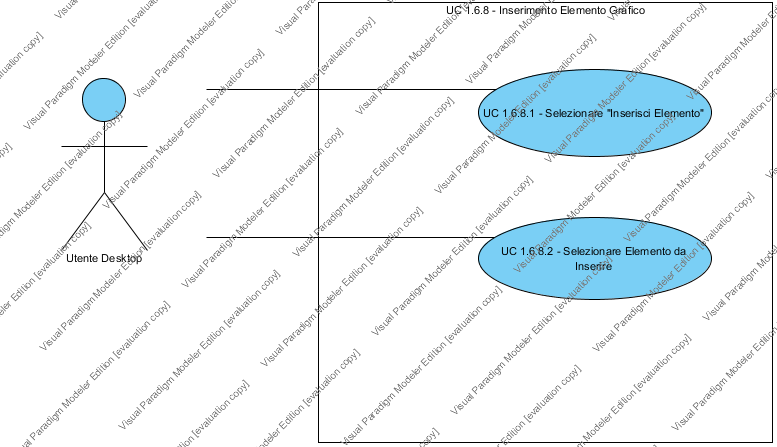 UC 1.6.8 - Inserimento Elemento Grafico
UC 1.6.8.1 - Selezionare "Inserisci Elemento"
Utente Desktop
UC 1.6.8.2 - Selezionare Elemento da
Inserire
Visual Paradigm Modeler Edition [evaluation copy]